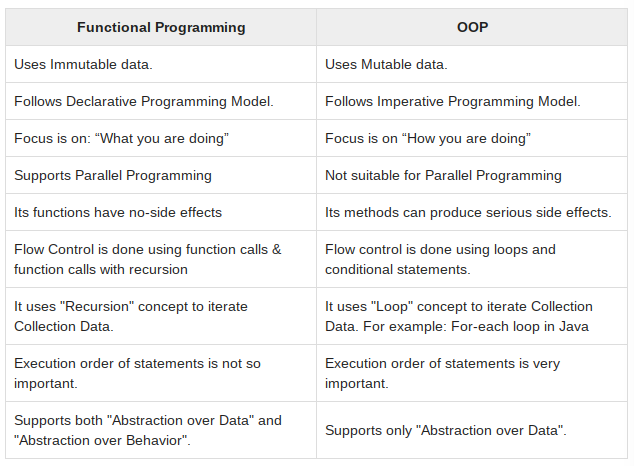 Functional Programming
OOP
Uses Immutable data.
Uses Mutable data.
Follows Declarative Programming Model.
Follows Imperative Programming Model.
Focus is on: “What you are doing”
Focus is on “How you are doing”
Supports Parallel Programming
Not suitable for Parallel Programming
Its functions have no-side effects
Its methods can produce serious side effects.
Flow Control is done using function calls &
function calls with recursion
Flow control is done using loops and
conditional statements.
It uses "Recursion" concept to iterate
Collection Data.
It uses "Loop" concept to iterate Collection
Data. For example: For-each loop in Java
Execution order of statements is not so
important.
Execution order of statements is very
important.
Supports both "Abstraction over Data" and
"Abstraction over Behavior".
Supports only "Abstraction over Data".